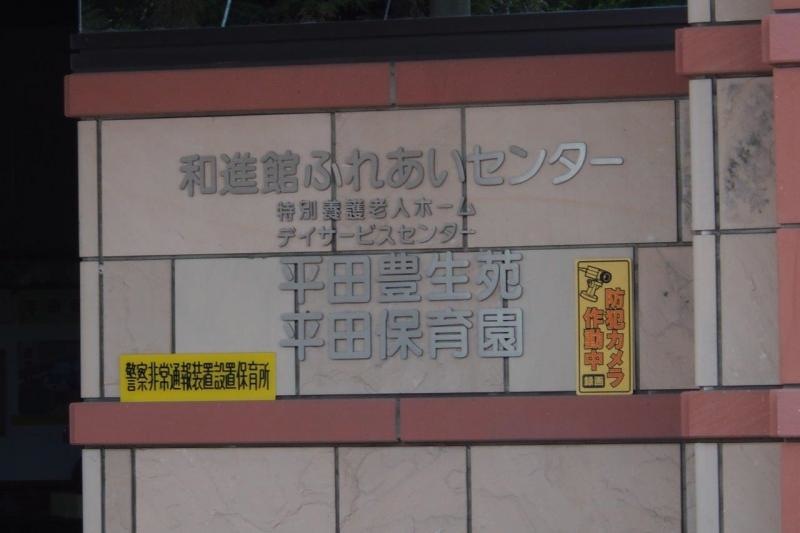 和進館ふれあいセンター
特別養護老人ホーム
デイサービスセンター
平田豊生苑
平田保育園
警察非常通報装置設置保育所
防犯カメラ
作動中
録画